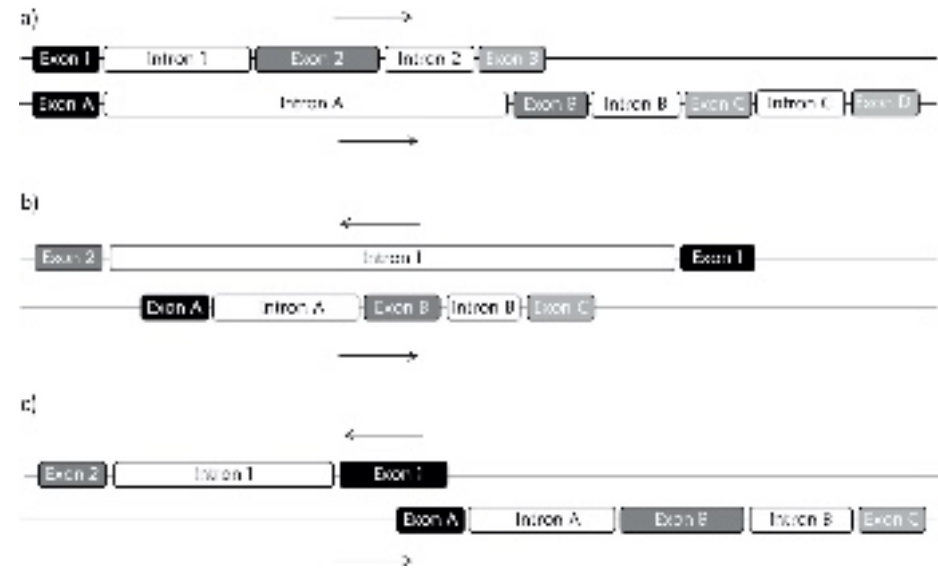 a)
Exon 1 Intron 1 Exon 2 Intron 2 Exon 3
Exon A Intron A Exon B Intron B Exon C Intron C Exon D
b)
Exon 2 Intron 1 Exon 1
Exon A Intron A Exon B Intron B Exon C
c)
Exon 2 Intron 1 Exon 1
Exon A Intron A Exon B Intron B Exon C